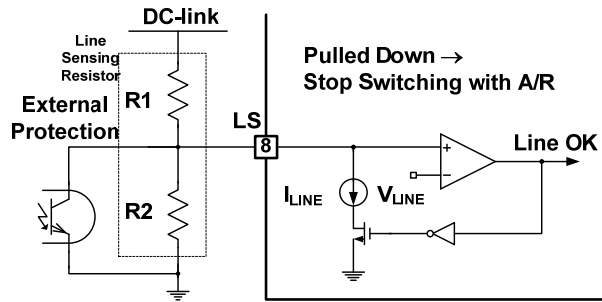 DC-link
Line
Sensing
Resistor
R1
External
Protection
R2
LS
8
Pulled Down →
Stop Switching with A/R
+
−
Line OK
ILINE
VLINE